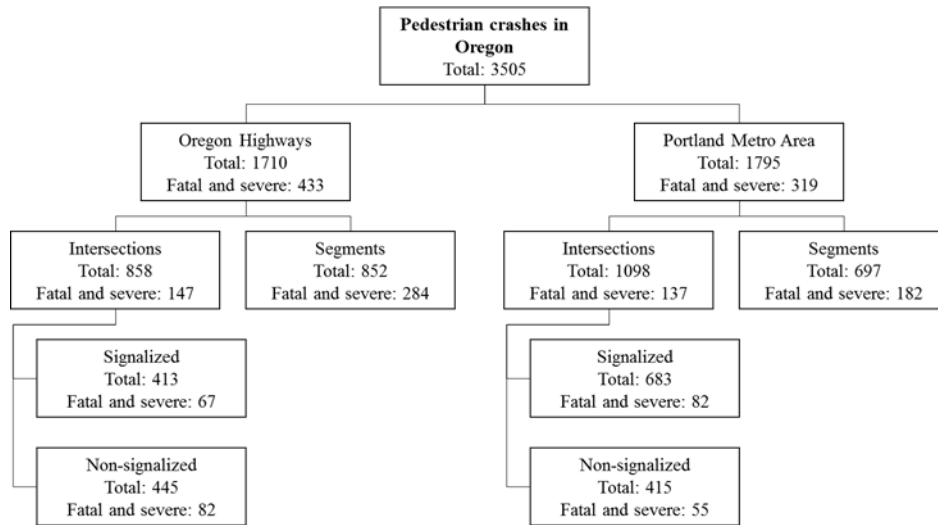 Pedestrian crashes in
Oregon
Total: 3505
Oregon Highways
Total: 1710
Fatal and severe: 433
Portland Metro Area
Total: 1795
Fatal and severe: 319
Intersections
Total: 858
Fatal and severe: 147
Segments
Total: 852
Fatal and severe: 284
Intersections
Total: 1098
Fatal and severe: 137
Segments
Total: 697
Fatal and severe: 182
Signalized
Total: 413
Fatal and severe: 67
Signalized
Total: 683
Fatal and severe: 82
Non-signalized
Total: 445
Fatal and severe: 82
Non-signalized
Total: 415
Fatal and severe: 55